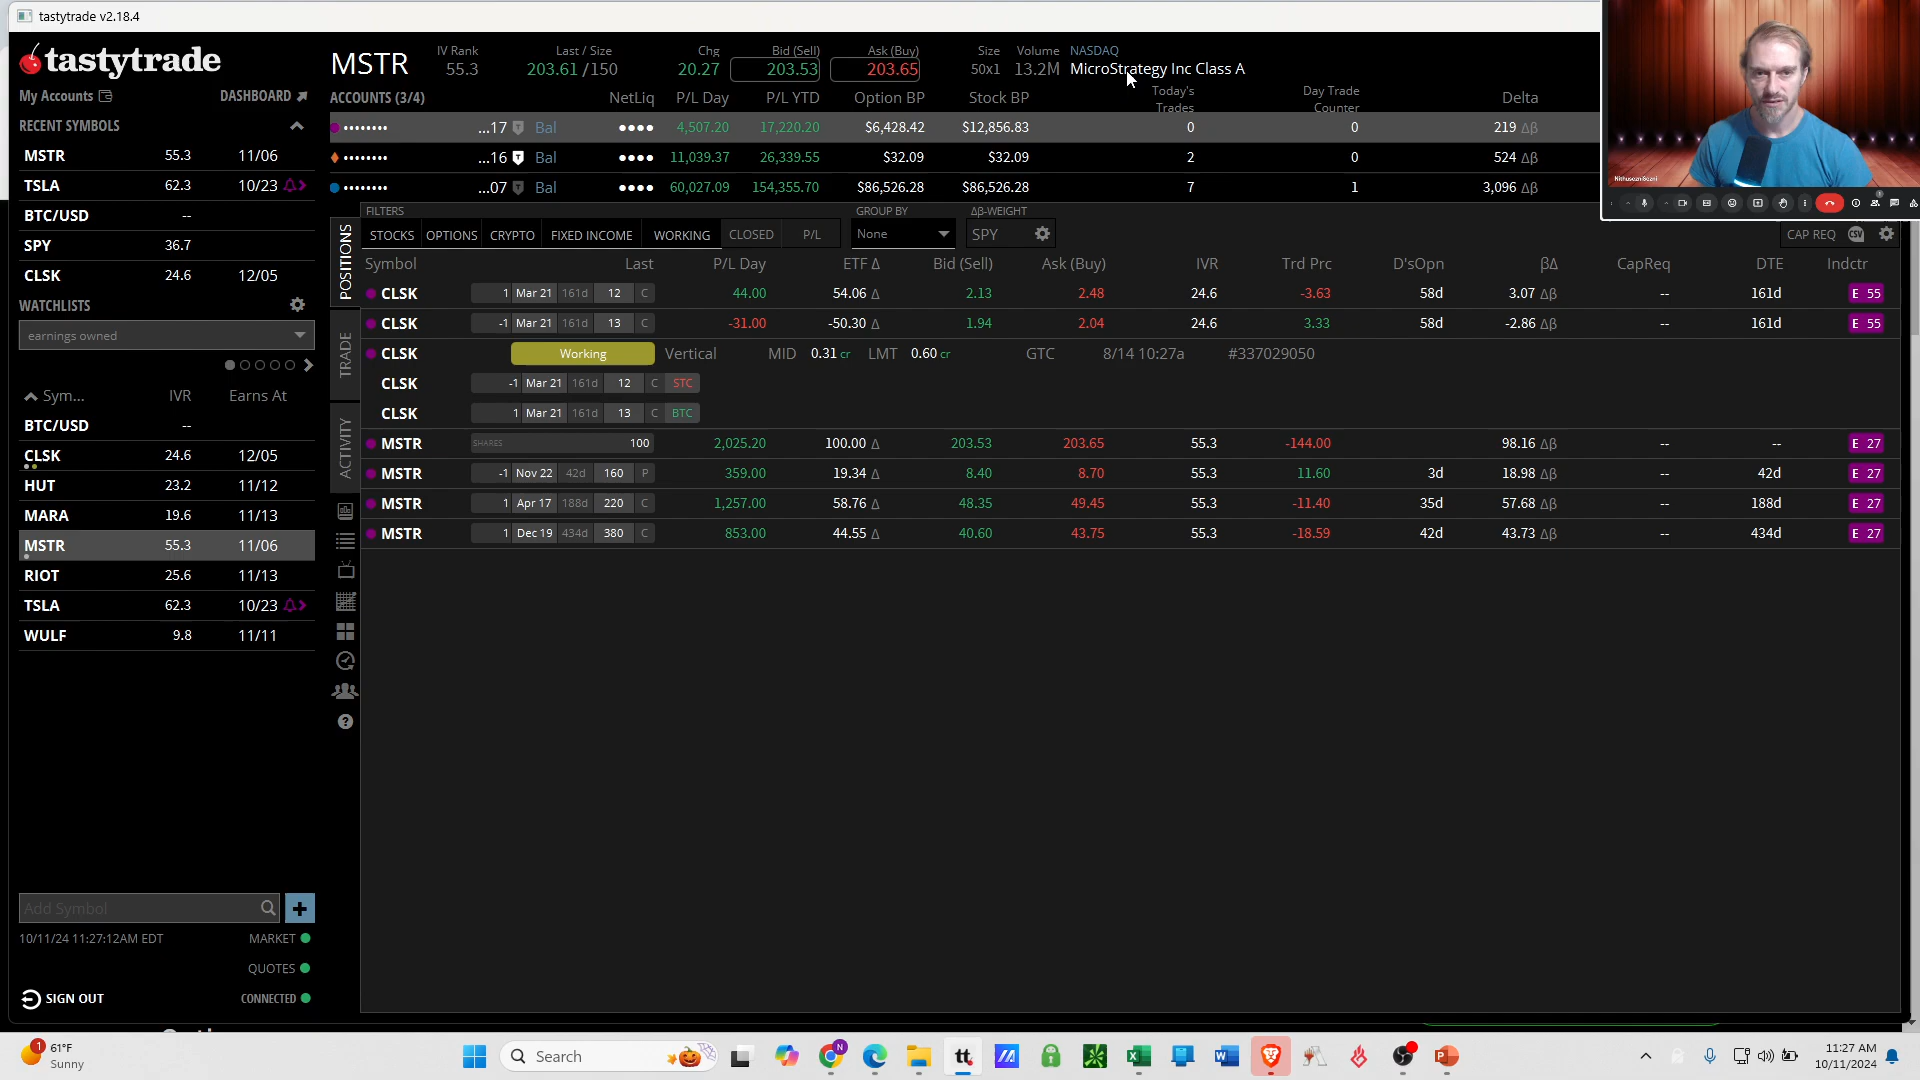 tastytrade v2.18.4
tastytrade
My Accounts DASHBOARD
RECENT SYMBOLS
MSTR 55.3 11/06
TSLA 62.3 10/23
BTC/USD --
SPY 36.7
CLSK 24.6 12/05
WATCHLISTS
earnings owned
Sym... IVR Earns At
BTC/USD --
CLSK 24.6 12/05
HUT 23.2 11/12
MARA 19.6 11/13
MSTR 55.3 11/06
RIOT 25.6 11/13
TSLA 62.3 10/23
WULF 9.8 11/11
Add Symbol
10/11/24 11:27:12AM EDT MARKET
QUOTES
SIGN OUT CONNECTED
MSTR
IV Rank Last / Size Chg Bid (Sell) Ask (Buy) Size Volume NASDAQ
55.3 203.61 /150 20.27 203.53 203.65 50x1 13.2M MicroStrategy Inc Class A
ACCOUNTS (3/4) NetLiq P/L Day P/L YTD Option BP Stock BP Today's Trades Day Trade Counter Delta
•••••••• ...17 Bal •••• 4,507.20 17,220.20 $6,428.42 $12,856.83 0 0 219 Δβ
•••••••• ...16 Bal •••• 11,039.37 26,339.55 $32.09 $32.09 2 0 524 Δβ
•••••••• ...07 Bal •••• 60,027.09 154,355.70 $86,526.28 $86,526.28 7 1 3,096 Δβ
FILTERS GROUP BY Δβ-WEIGHT
STOCKS OPTIONS CRYPTO FIXED INCOME WORKING CLOSED P/L None SPY CAP REQ CSV
POSITIONS
TRADE
ACTIVITY
Symbol Last P/L Day ETF Δ Bid (Sell) Ask (Buy) IVR Trd Prc D'sOpn βΔ CapReq DTE Indctr
CLSK 1 Mar 21 161d 12 C 44.00 54.06 Δ 2.13 2.48 24.6 -3.63 58d 3.07 Δβ -- 161d E 55
CLSK -1 Mar 21 161d 13 C -31.00 -50.30 Δ 1.94 2.04 24.6 3.33 58d -2.86 Δβ -- 161d E 55
CLSK Working Vertical MID 0.31 cr LMT 0.60 cr GTC 8/14 10:27a #337029050
CLSK -1 Mar 21 161d 12 C STC
CLSK 1 Mar 21 161d 13 C BTC
MSTR SHARES 100 2,025.20 100.00 Δ 203.53 203.65 55.3 -144.00 98.16 Δβ -- -- E 27
MSTR -1 Nov 22 42d 160 P 359.00 19.34 Δ 8.40 8.70 55.3 11.60 3d 18.98 Δβ -- 42d E 27
MSTR 1 Apr 17 188d 220 C 1,257.00 58.76 Δ 48.35 49.45 55.3 -11.40 35d 57.68 Δβ -- 188d E 27
MSTR 1 Dec 19 434d 380 C 853.00 44.55 Δ 40.60 43.75 55.3 -18.59 42d 43.73 Δβ -- 434d E 27
1
61°F
Sunny
Search
N
tt
11:27 AM
10/11/2024